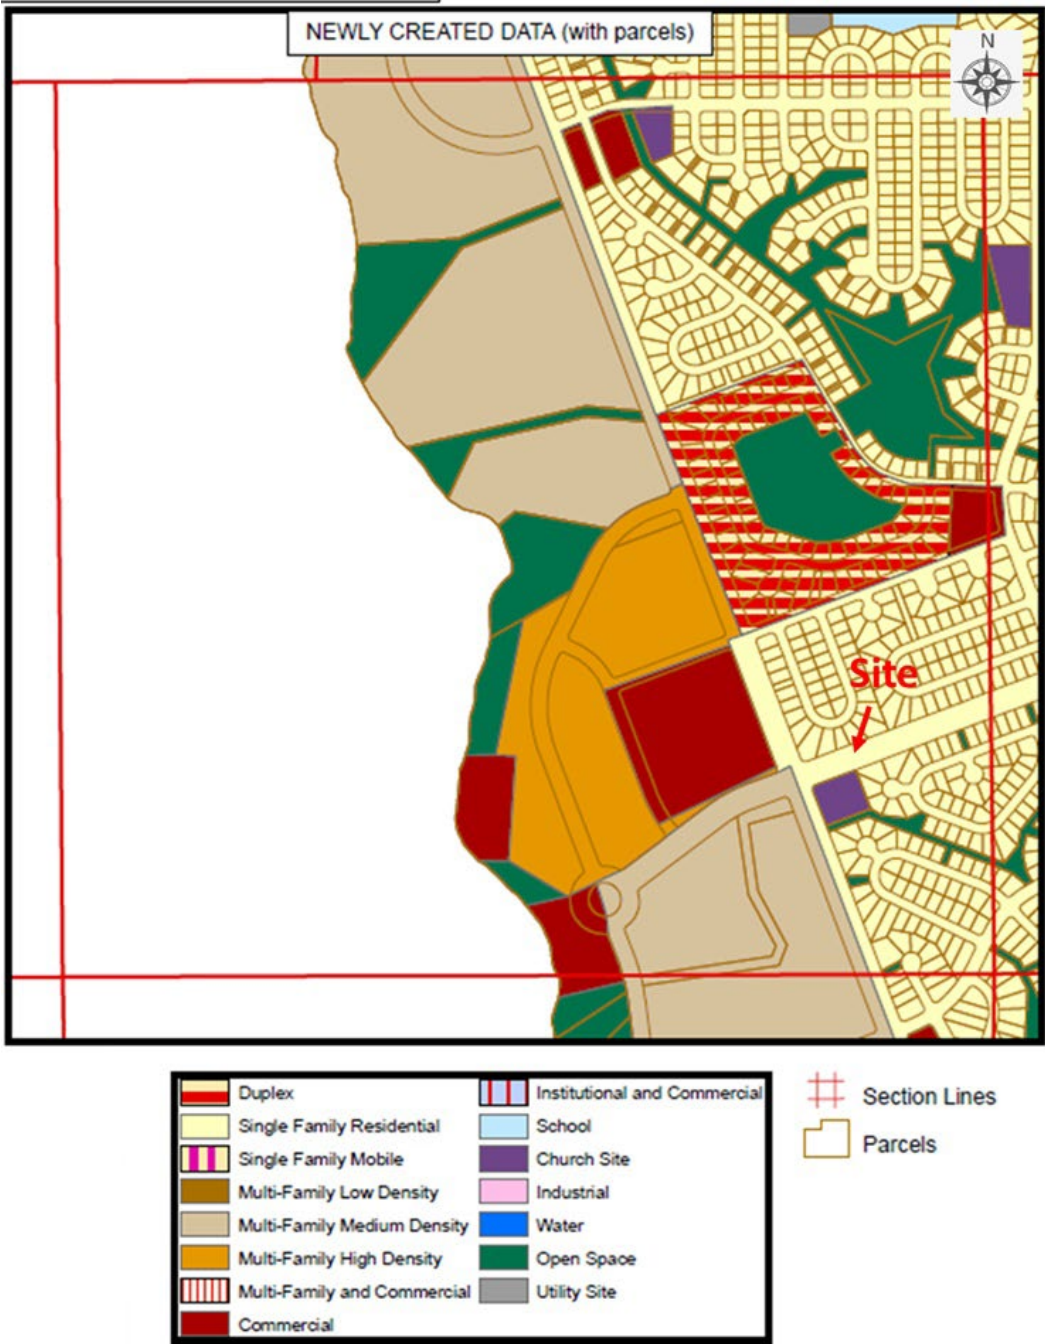 NEWLY CREATED DATA (with parcels)
N
Site
Duplex
Single Family Residential
Single Family Mobile
Multi-Family Low Density
Multi-Family Medium Density
Multi-Family High Density
Multi-Family and Commercial
Commercial
Institutional and Commercial
School
Church Site
Industrial
Water
Open Space
Utility Site
Section Lines
Parcels